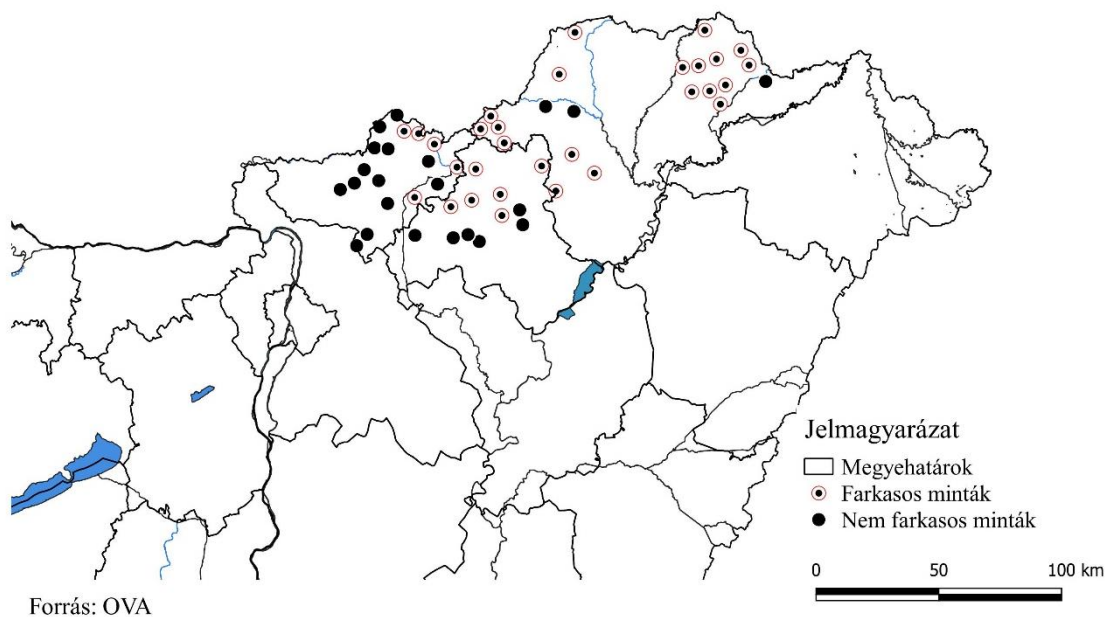 Jelmagyarázat
Megyehatárok
Farkasos minták
Nem farkasos minták
0 50 100 km
Forrás: OVA